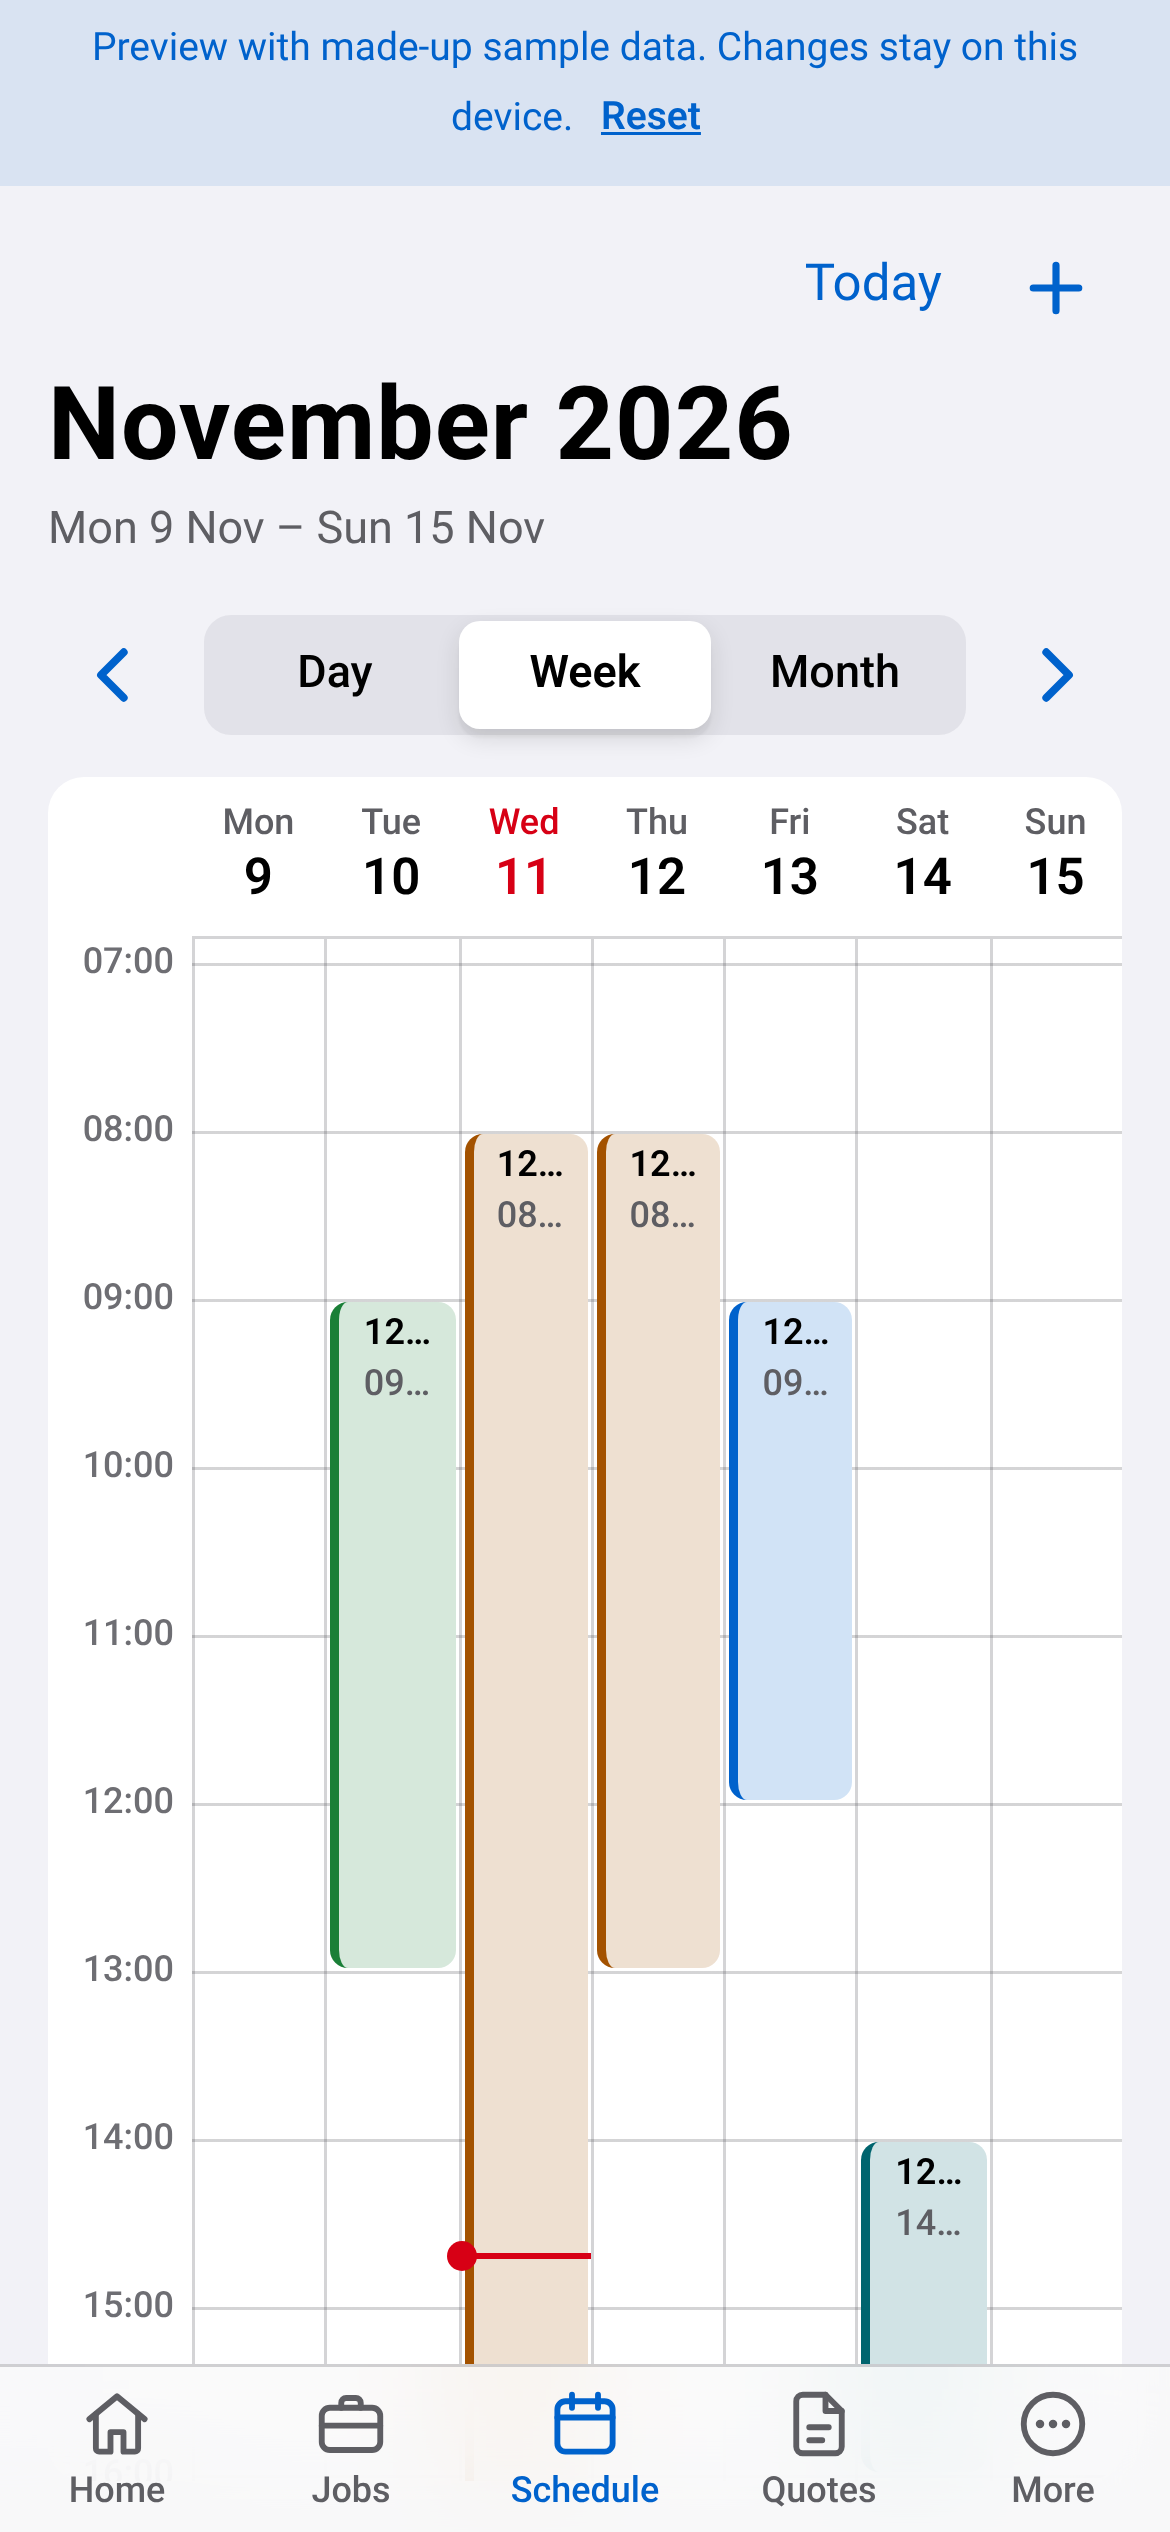 Preview with made-up sample data. Changes stay on this
device. Reset
Today
November 2026
Mon 9 Nov – Sun 15 Nov
Day Week Month
Mon Tue Wed Thu Fri Sat Sun
9 10 11 12 13 14 15
07:00
08:00
12... 12...
08... 08...
09:00
12... 12...
09... 09...
10:00
11:00
12:00
13:00
14:00
12...
14...
15:00
16:00
Home Jobs Schedule Quotes More